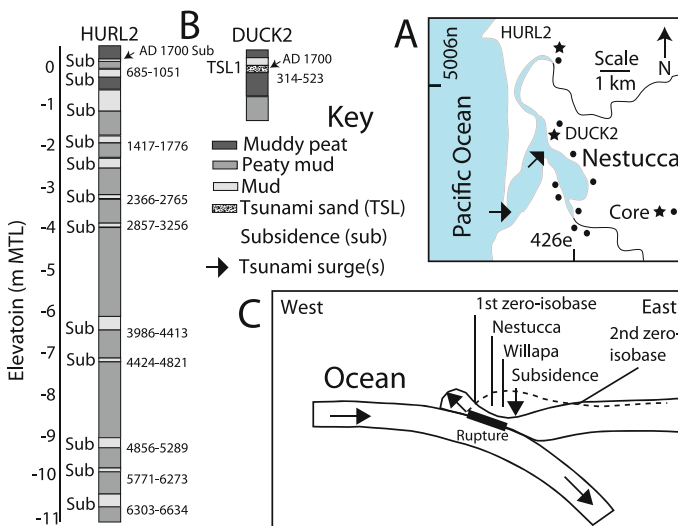 HURL2
B
DUCK2
Elevatoin (m MTL)
0
-1
-2
-3
-4
-5
-6
-7
-8
-9
-10
-11
Sub
AD 1700 Sub
685-1051
Sub
Sub
1417-1776
Sub
Sub
2366-2765
Sub
2857-3256
Sub
3986-4413
Sub
4424-4821
Sub
4856-5289
Sub
5771-6273
Sub
6303-6634
TSL1
AD 1700
314-523
Key
Muddy peat
Peaty mud
Mud
Tsunami sand (TSL)
Subsidence (sub)
Tsunami surge(s)
A
5006n
HURL2
Scale
1 km
N
DUCK2
Nestucca
Pacific Ocean
Core
426e
C
West
East
1st zero-isobase
Nestucca
Willapa
Subsidence
2nd zero-
isobase
Ocean
Rupture